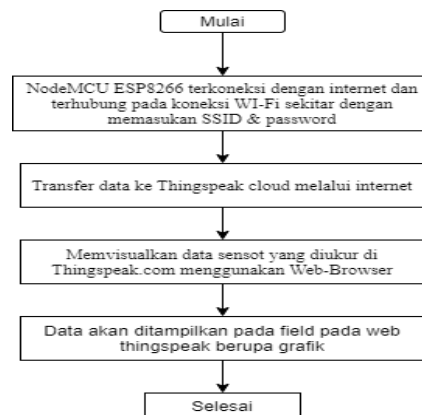 Mulai
NodeMCU ESP8266 terkoneksi dengan internet dan
terhubung pada koneksi WI-Fi sekitar dengan
memasukan SSID & password
Transfer data ke Thingspeak cloud melalui internet
Memvisualkan data sensot yang diukur di
Thingspeak.com menggunakan Web-Browser
Data akan ditampilkan pada field pada web
thingspeak berupa grafik
Selesai